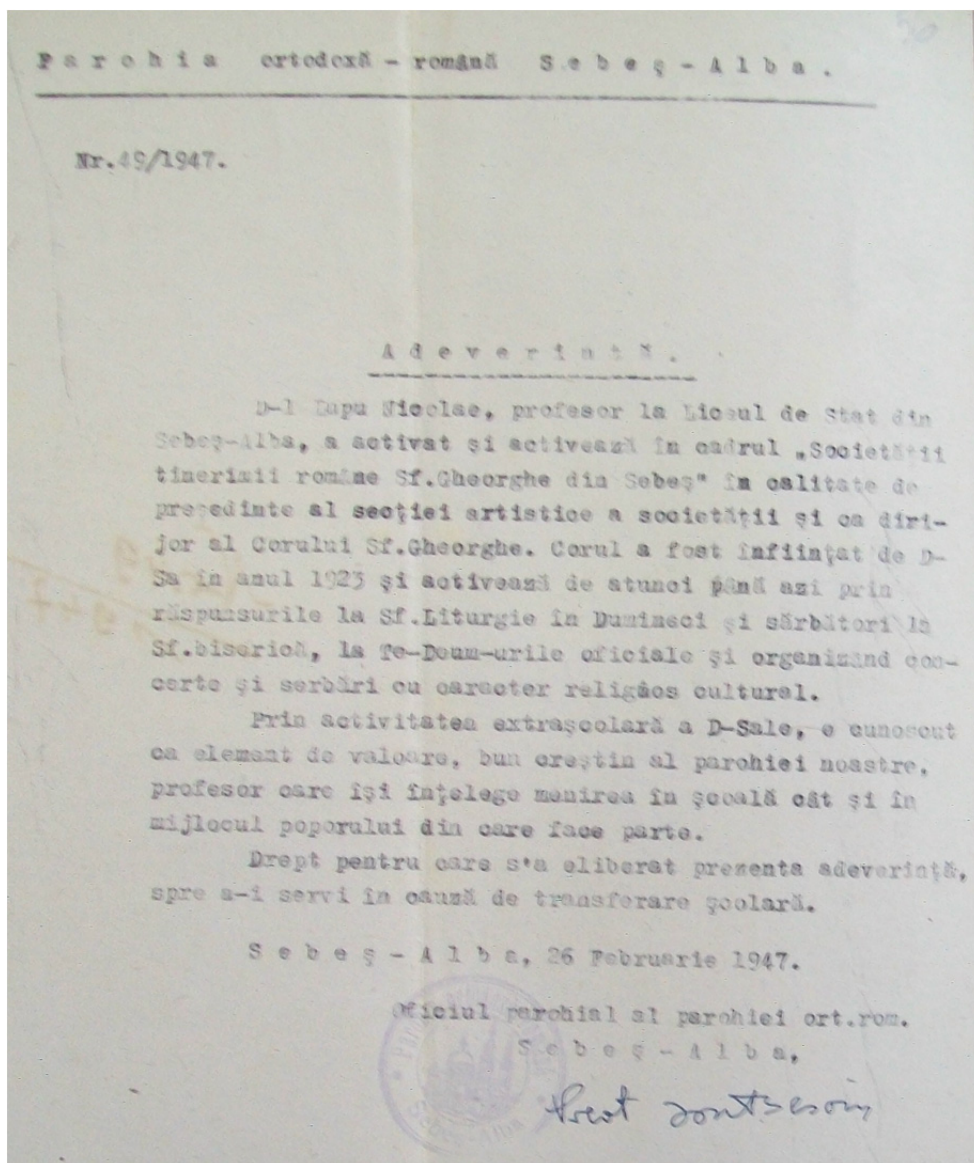 Parohia ortodoxă - română Sebeş-Alba.
Nr.49/1947.
Adeverinţă.
D-l Lupu Nicolae, profesor la Liceul de Stat din
Sebeş-Alba, a activat şi activează în cadrul „Societăţii
tinerimii române Sf.Gheorghe din Sebeş" în calitate de
preşedinte al secţiei artistice a societăţii şi ca diri-
jor al Corului Sf.Gheorghe. Corul a fost înfiinţat de D-
Sa în anul 1923 şi activează de atunci până azi prin
răspunsurile la Sf.Liturgie în Dumineci şi sărbători la
Sf.biserică, la Te-Deum-urile oficiale şi organizând con-
certe şi serbări cu caracter religâos cultural.
Prin activitatea extraşcolară a D-Sale, e cunoscut
ca element de valoare, bun creştin al parohiei noastre,
profesor care îşi înţelege menirea în şcoală cât şi în
mijlocul poporului din care face parte.
Drept pentru care s'a eliberat prezenta adeverinţă,
spre a-i servi în cauză de transferare şcolară.
Sebeş-Alba, 26 Februarie 1947.
Oficiul parohial al parohiei ort.rom.
Sebeş-Alba,
Sebeş-Alba